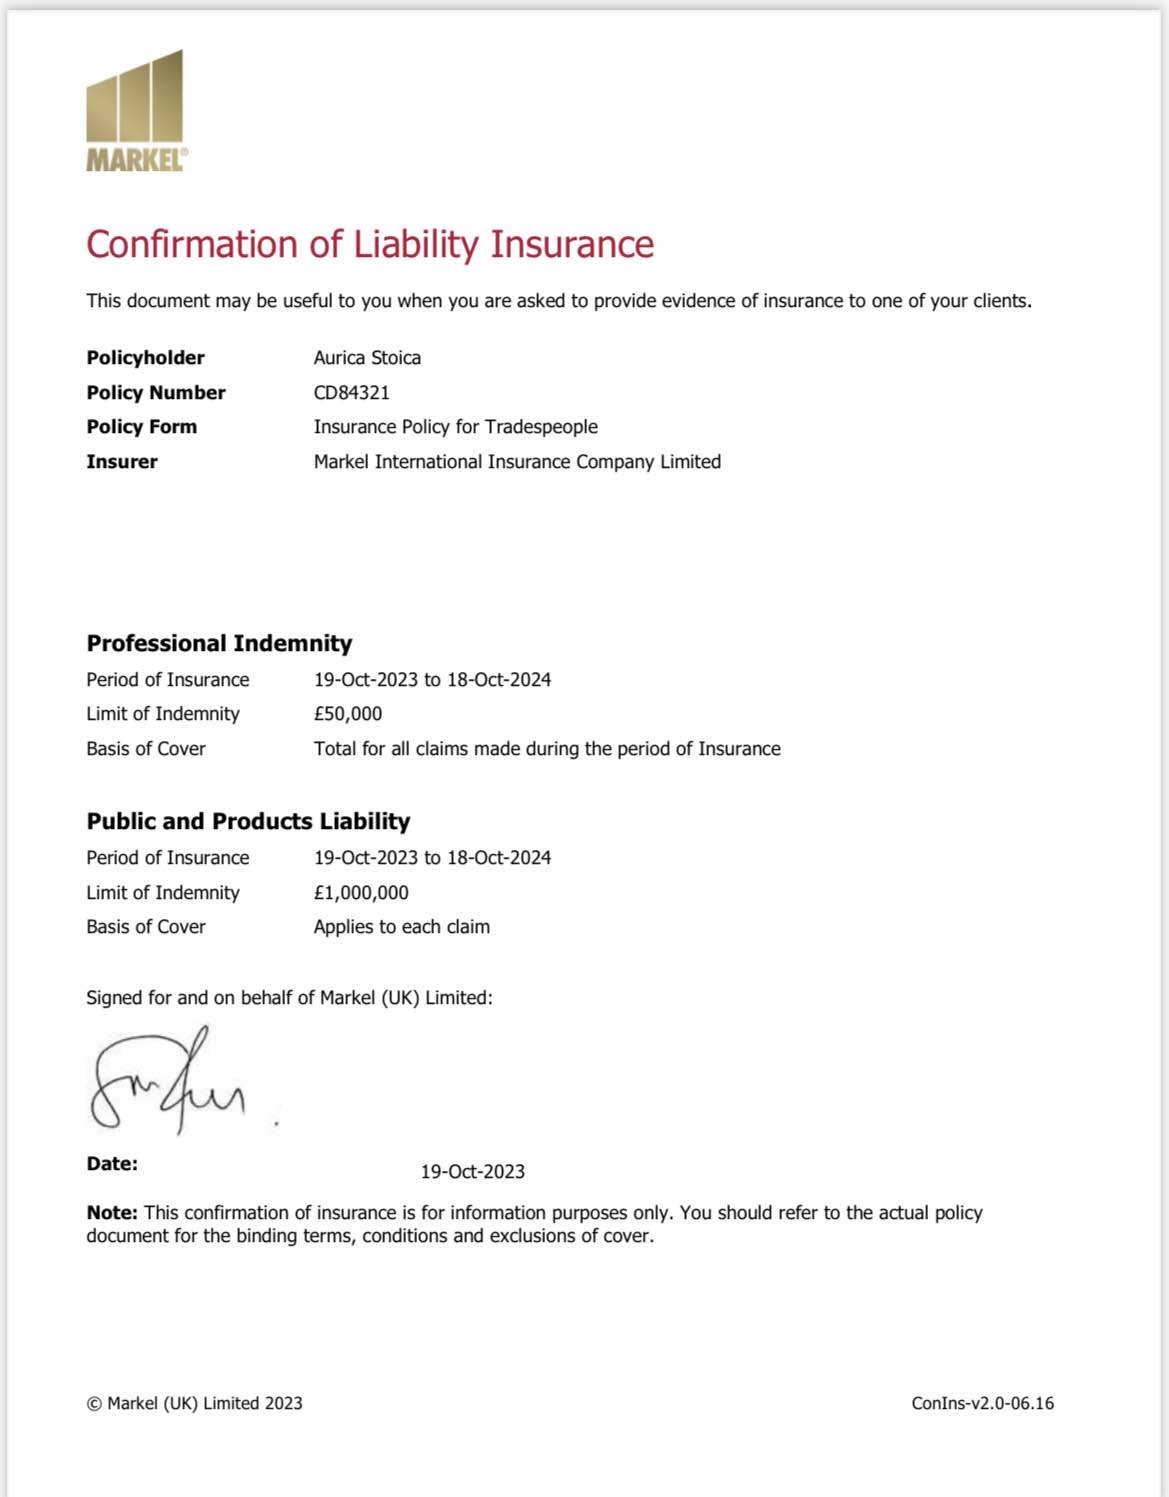 MARKEL®
Confirmation of Liability Insurance
This document may be useful to you when you are asked to provide evidence of insurance to one of your clients.
Policyholder Aurica Stoica
Policy Number CD84321
Policy Form Insurance Policy for Tradespeople
Insurer Markel International Insurance Company Limited
Professional Indemnity
Period of Insurance 19-Oct-2023 to 18-Oct-2024
Limit of Indemnity £50,000
Basis of Cover Total for all claims made during the period of Insurance
Public and Products Liability
Period of Insurance 19-Oct-2023 to 18-Oct-2024
Limit of Indemnity £1,000,000
Basis of Cover Applies to each claim
Signed for and on behalf of Markel (UK) Limited:
Date: 19-Oct-2023
Note: This confirmation of insurance is for information purposes only. You should refer to the actual policy
document for the binding terms, conditions and exclusions of cover.
© Markel (UK) Limited 2023 ConIns-v2.0-06.16